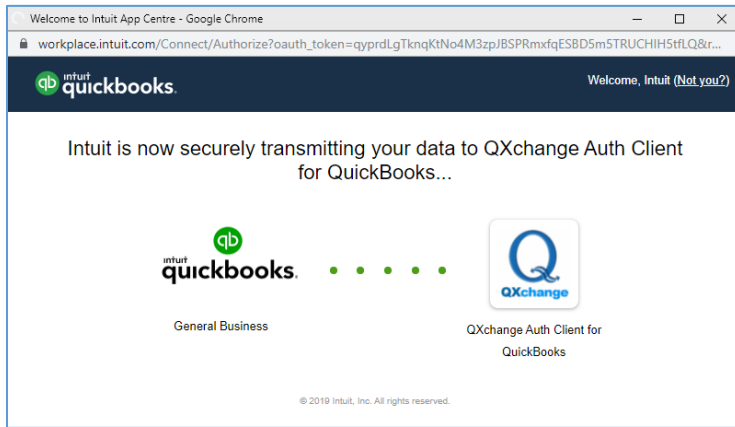 Welcome to Intuit App Centre - Google Chrome
workplace.intuit.com/Connect/Authorize?oauth_token=qyprdLgTknqKtNo4M3zpJBSPRmxfqESBD5m5TRUCHIH5tfLQ&r...
qb intuit quickbooks.
Welcome, Intuit (Not you?)
Intuit is now securely transmitting your data to QXchange Auth Client
for QuickBooks...
qb
intuit
quickbooks.
QXchange
General Business
QXchange Auth Client for
QuickBooks
© 2019 Intuit, Inc. All rights reserved.